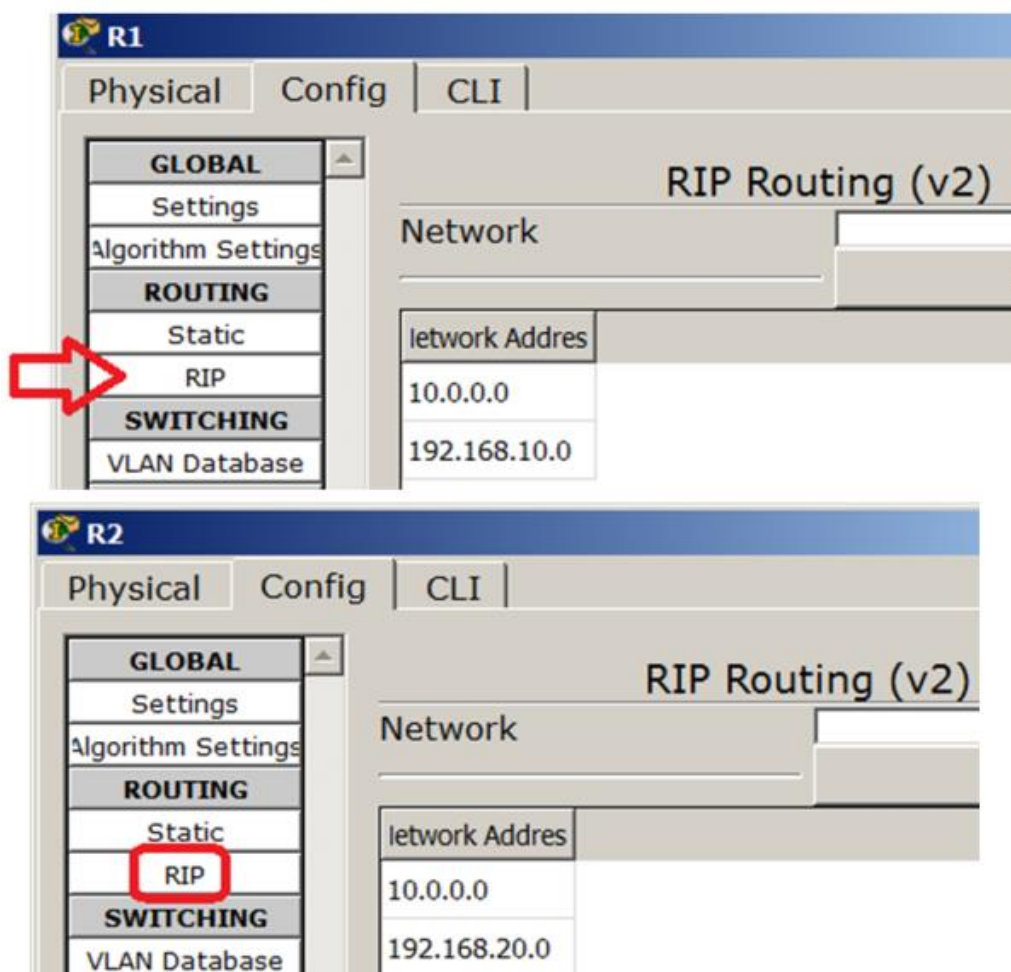 R1
Physical Config CLI
GLOBAL
Settings
Algorithm Settings
ROUTING
Static
RIP
SWITCHING
VLAN Database
RIP Routing (v2)
Network
letwork Addres
10.0.0.0
192.168.10.0
R2
Physical Config CLI
GLOBAL
Settings
Algorithm Settings
ROUTING
Static
RIP
SWITCHING
VLAN Database
RIP Routing (v2)
Network
letwork Addres
10.0.0.0
192.168.20.0